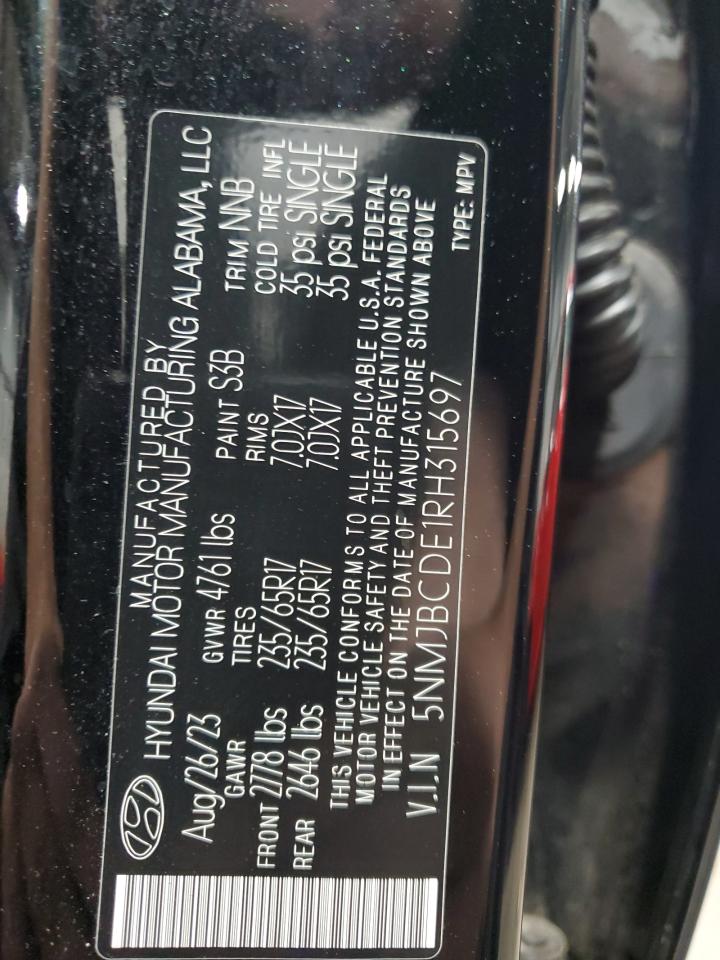 MANUFACTURED BY
HYUNDAI MOTOR MANUFACTURING ALABAMA, LLC
Aug/26/23 GVWR 4761 lbs PAINT S3B TRIM NNB
GAWR TIRES RIMS COLD TIRE INFL
FRONT 2778 lbs 235/65R17 7.0JX17 35 psi SINGLE
REAR 2646 lbs 235/65R17 7.0JX17 35 psi SINGLE
THIS VEHICLE CONFORMS TO ALL APPLICABLE U.S.A. FEDERAL
MOTOR VEHICLE SAFETY AND THEFT PREVENTION STANDARDS
IN EFFECT ON THE DATE OF MANUFACTURE SHOWN ABOVE
V.I.N 5NMJBCDE1RH315697 TYPE: MPV